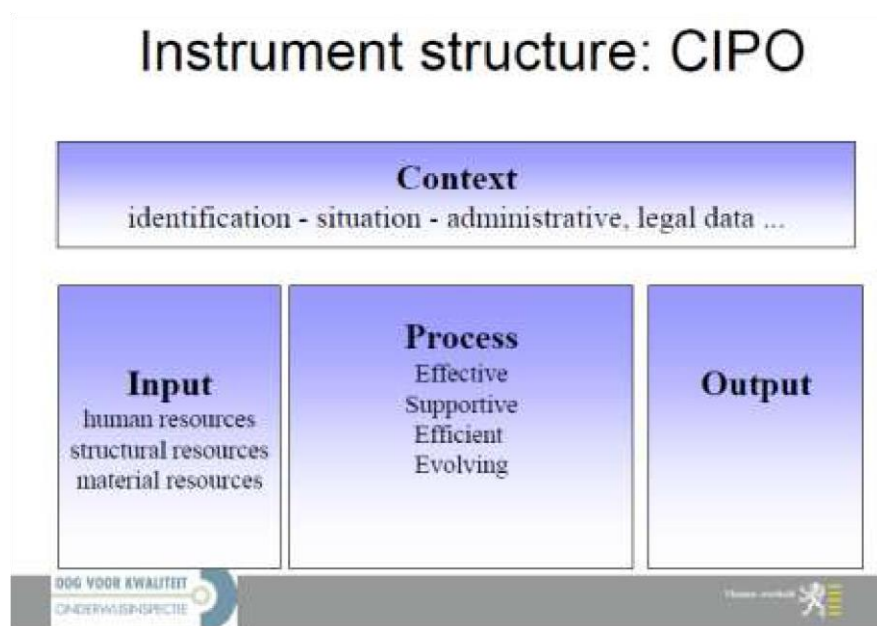 Instrument structure: CIPO
Context
identification - situation - administrative, legal data ...
Input
human resources
structural resources
material resources
Process
Effective
Supportive
Efficient
Evolving
Output
OOG VOOR KWALITEIT
ONDERWIJSINSPECTIE